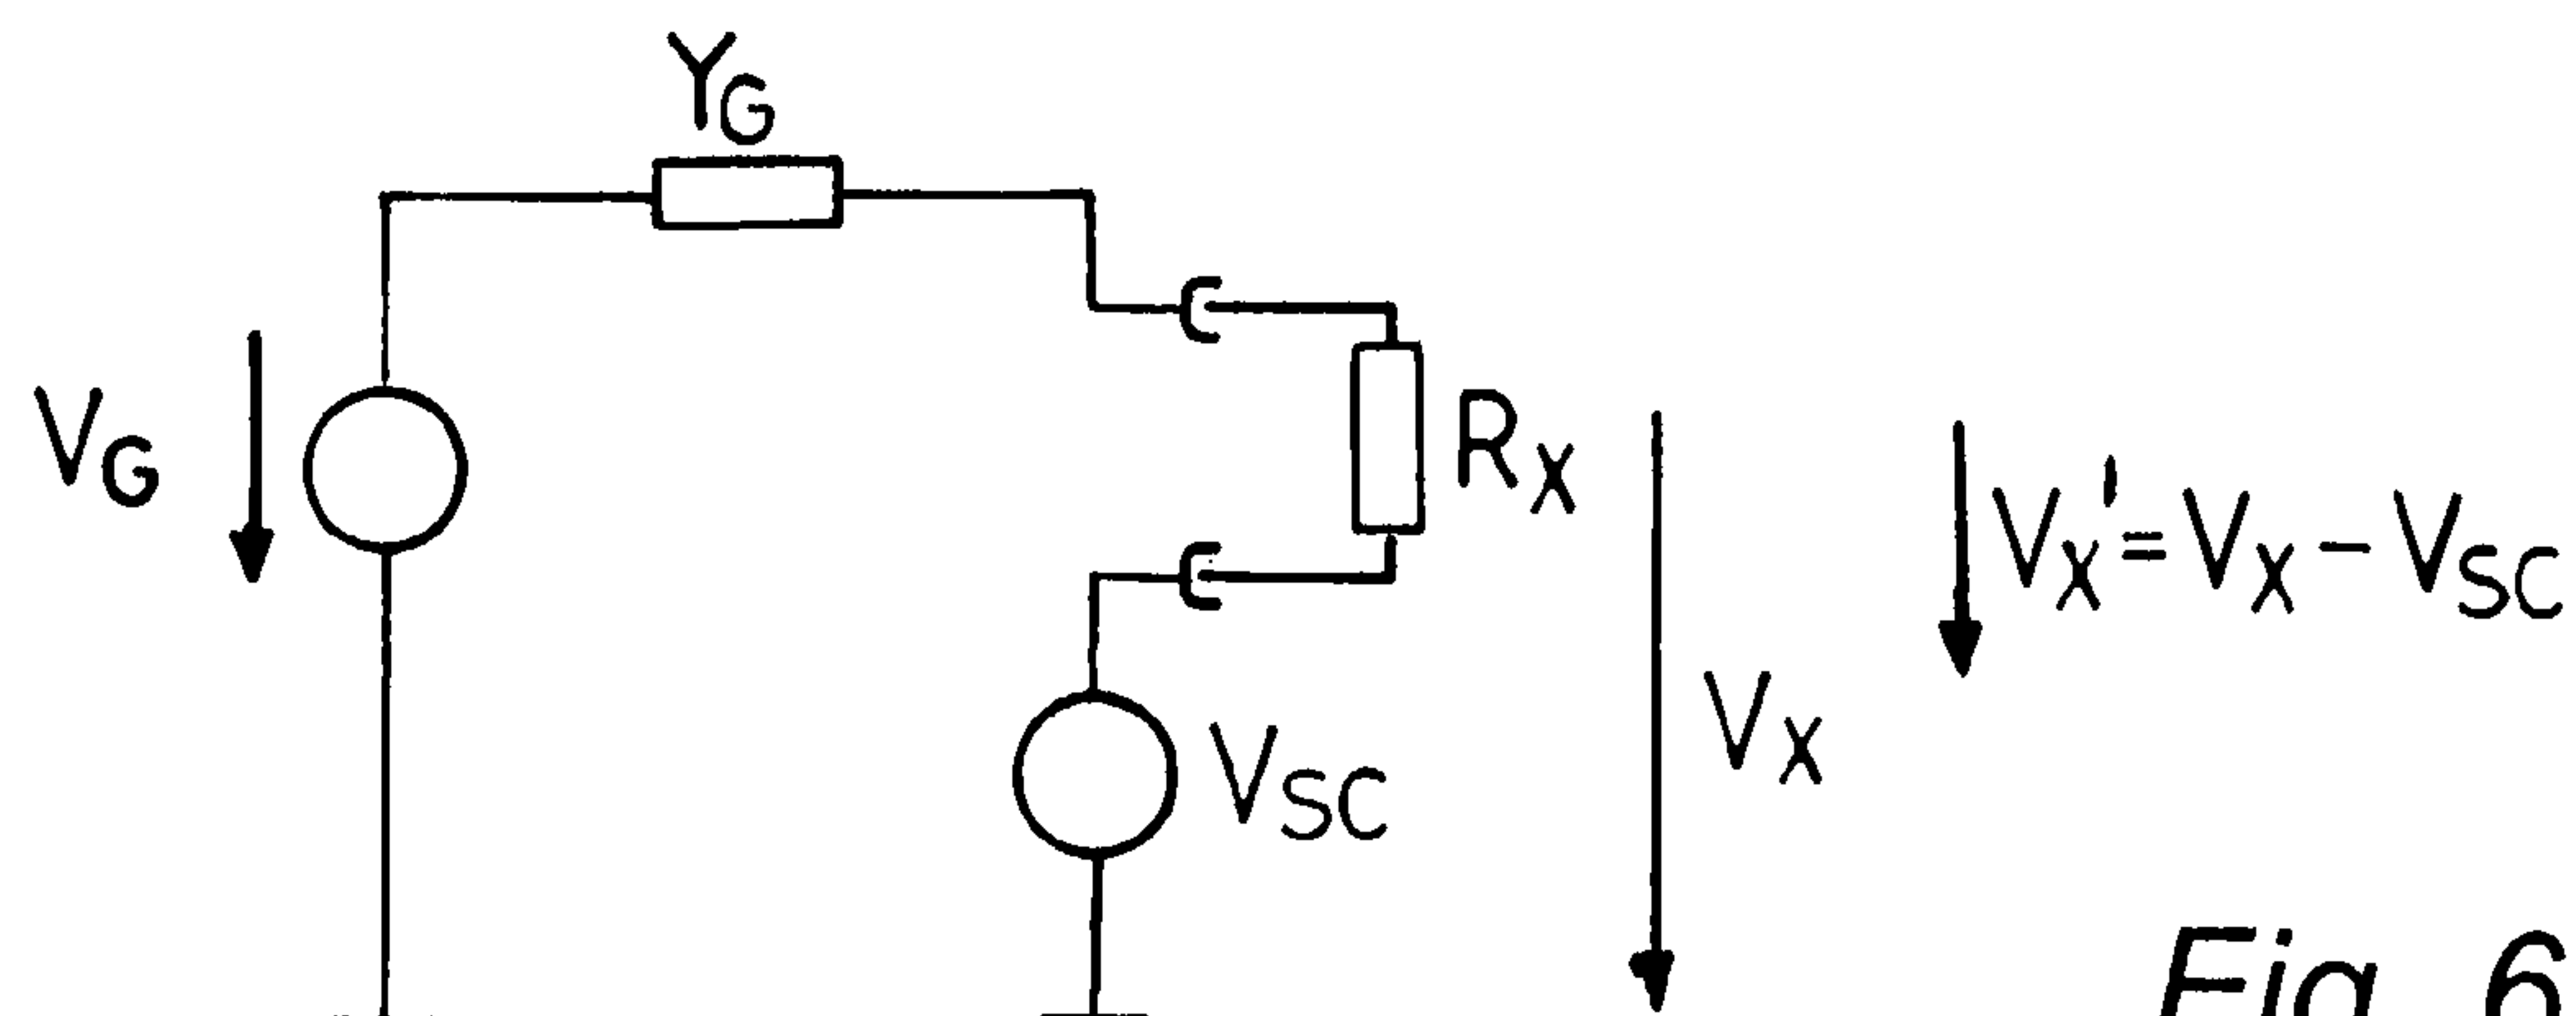 YG
VG
RX
VX' = VX - VSC
VSC
VX
Fig. 6